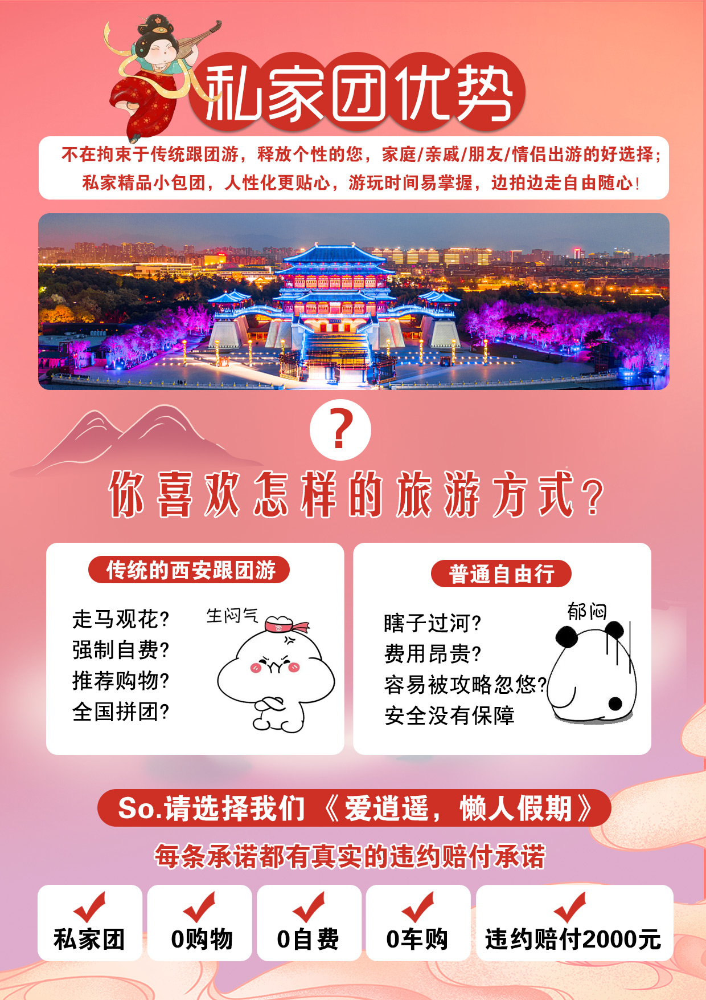 私家团优势
不在拘束于传统跟团游，释放个性的您，家庭/亲戚/朋友/情侣出游的好选择；
私家精品小包团，人性化更贴心，游玩时间易掌握，边拍边走自由随心！
?
你喜欢怎样的旅游方式?
传统的西安跟团游
走马观花?
强制自费?
推荐购物?
全国拼团?
生闷气
普通自由行
瞎子过河?
费用昂贵?
容易被攻略忽悠?
安全没有保障
郁闷
So.请选择我们《爱逍遥，懒人假期》
每条承诺都有真实的违约赔付承诺
私家团
0购物
0自费
0车购
违约赔付2000元